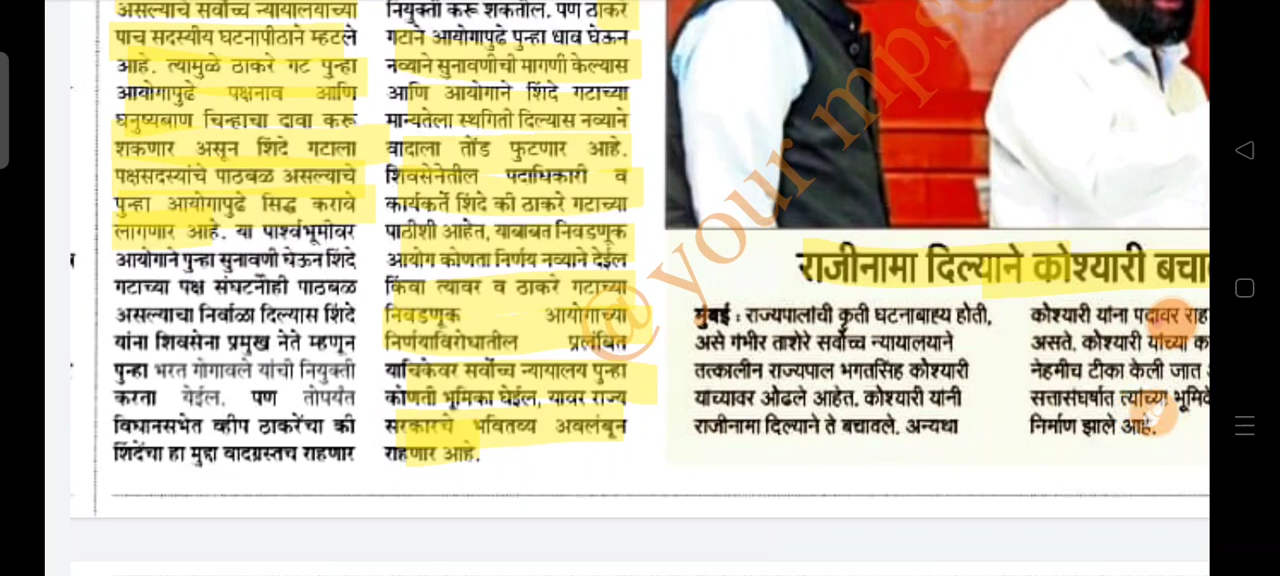 असल्याचे सर्वोच्च न्यायालयाच्या
पाच सदस्यीय घटनापीठाने म्हटले
आहे. त्यामुळे ठाकरे गट पुन्हा
आयोगापुढे पक्षनाव आणि
धनुष्यबाण चिन्हाचा दावा करू
शकणार असून शिंदे गटाला
पक्षसदस्यांचे पाठबळ असल्याचे
पुन्हा आयोगापुढे सिद्ध करावे
लागणार आहे. या पार्श्वभूमीवर
आयोगाने पुन्हा सुनावणी घेऊन शिंदे
गटाच्या पक्ष संघटनेही पाठबळ
असल्याचा निर्वाळा दिल्यास शिंदे
यांना शिवसेना प्रमुख नेते म्हणून
पुन्हा भरत गोगावले यांची नियुक्ती
करता येईल. पण तोपर्यंत
विधानसभेत व्हीप ठाकरेंचा की
शिंदेंचा हा मुद्दा वादग्रस्तच राहणार
नियुक्ती करू शकतील. पण ठाकरे
गटाने आयोगापुढे पुन्हा धाव घेऊन
नव्याने सुनावणीची मागणी केल्यास
आणि आयोगाने शिंदे गटाच्या
मान्यतेला स्थगिती दिल्यास नव्याने
वादाला तोंड फुटणार आहे.
शिवसेनेतील पदाधिकारी व
कार्यकर्ते शिंदे की ठाकरे गटाच्या
पाठीशी आहेत, याबाबत निवडणूक
आयोग कोणता निर्णय नव्याने देईल
किंवा त्यावर व ठाकरे गटाच्या
निवडणूक आयोगाच्या
निर्णयाविरोधातील प्रलंबित
याचिकेवर सर्वोच्च न्यायालय पुन्हा
कोणती भूमिका घेईल, यावर राज्य
सरकारचे भवितव्य अवलंबून
राहणार आहे.
@your mps
राजीनामा दिल्याने कोश्यारी बचा
मुंबई : राज्यपालांची कृती घटनाबाह्य होती,
असे गंभीर ताशेरे सर्वोच्च न्यायालयाने
तत्कालीन राज्यपाल भगतसिंह कोश्यारी
यांच्यावर ओढले आहेत. कोश्यारी यांनी
राजीनामा दिल्याने ते बचावले. अन्यथा
कोश्यारी यांना पदावर राह
असते. कोश्यारी यांच्या क
नेहमीच टीका केली जात
सत्तासंघर्षात त्यांच्या भूमिके
निर्माण झाले आहे.